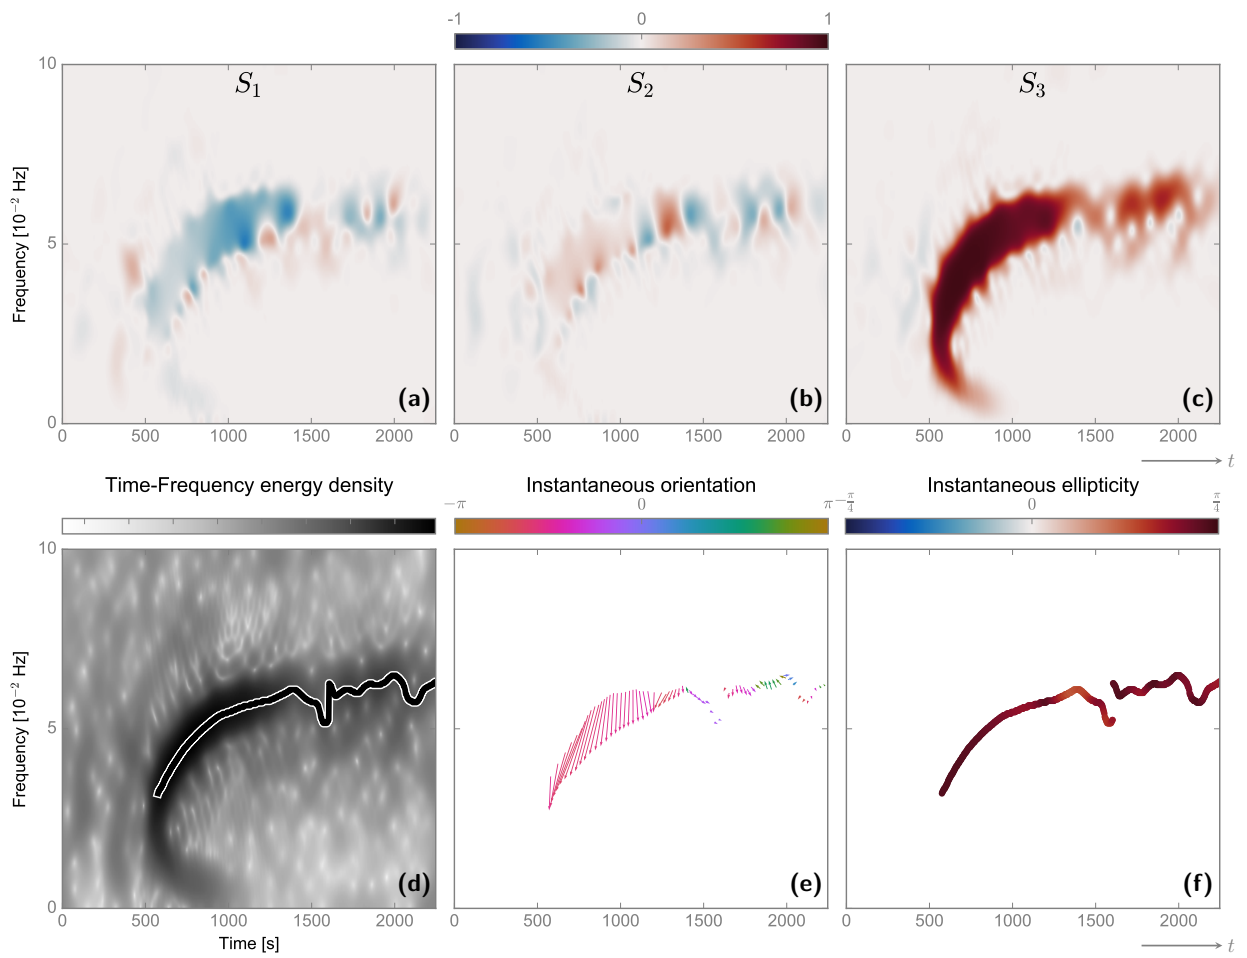 -1 0 1
S₁ S₂ S₃
10
5
0
Frequency [10⁻² Hz]
(a) (b) (c)
0 500 1000 1500 2000 0 500 1000 1500 2000 0 500 1000 1500 2000
t
Time-Frequency energy density Instantaneous orientation Instantaneous ellipticity
−π 0 π −π/4 0 π/4
10
5
0
Frequency [10⁻² Hz]
(d) (e) (f)
0 500 1000 1500 2000 0 500 1000 1500 2000 0 500 1000 1500 2000
Time [s]
t